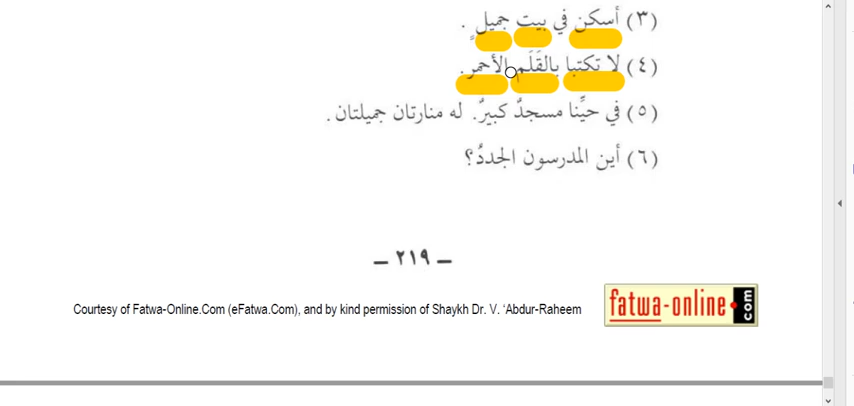 (٣) أسكن في بيت جميلٍ .
(٤) لا تكتبا بالقَلَم الأحمر.
(٥) في حيِّنا مسجدٌ كبيرٌ. له منارتان جميلتان .
(٦) أين المدرسون الجددُ؟
– ٢١٩ –
Courtesy of Fatwa-Online.Com (eFatwa.Com), and by kind permission of Shaykh Dr. V. ‘Abdur-Raheem
fatwa-online.com